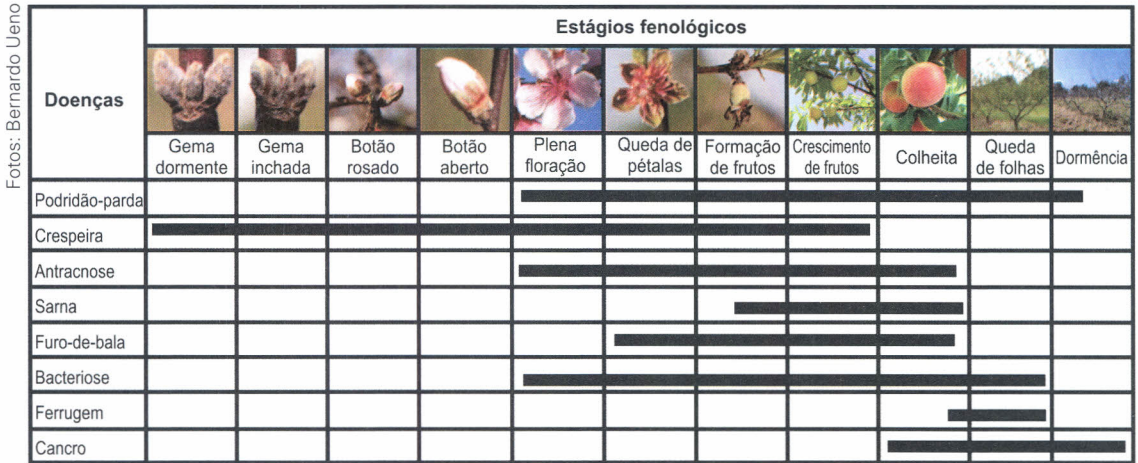 Fotos: Bernardo Ueno
Estágios fenológicos
Doenças
Gema
dormente
Gema
inchada
Botão
rosado
Botão
aberto
Plena
floração
Queda de
pétalas
Formação
de frutos
Crescimento
de frutos
Colheita
Queda
de folhas
Dormência
Podridão-parda
Crespeira
Antracnose
Sarna
Furo-de-bala
Bacteriose
Ferrugem
Cancro